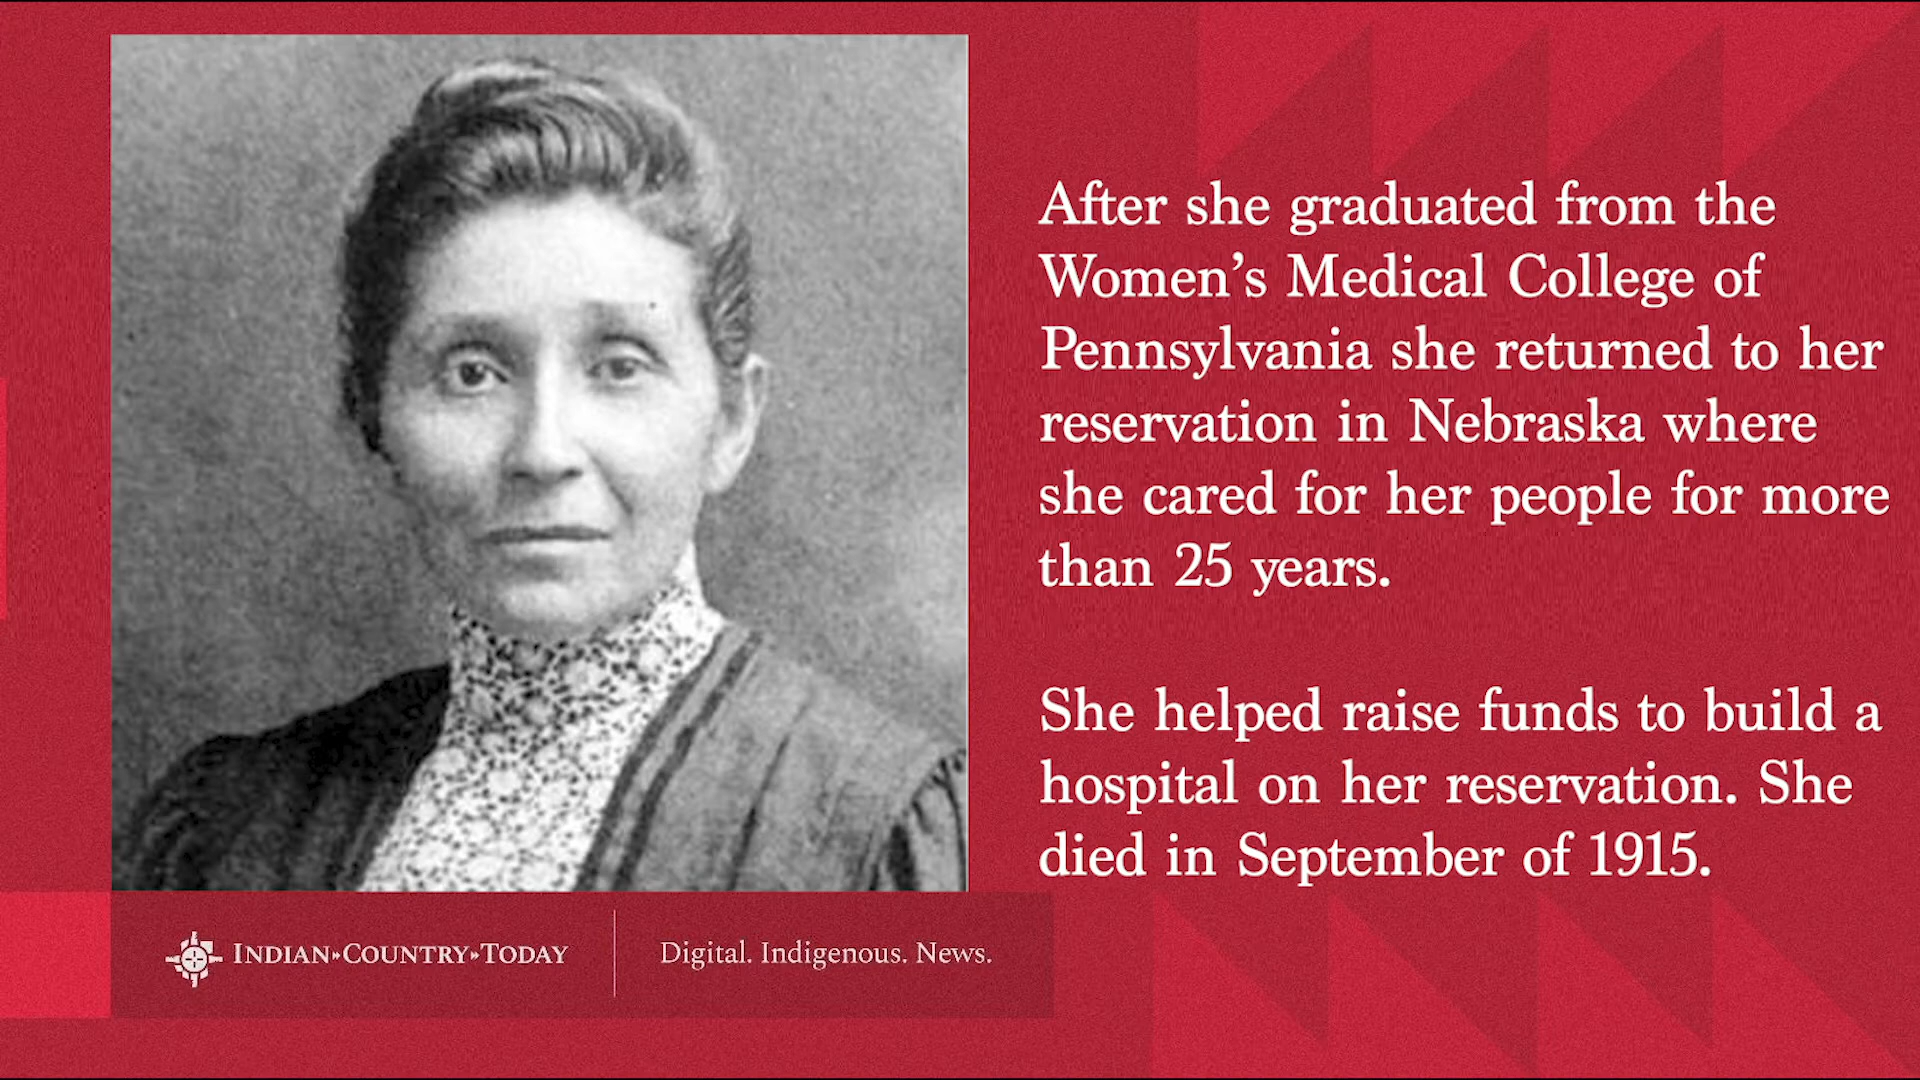 After she graduated from the
Women’s Medical College of
Pennsylvania she returned to her
reservation in Nebraska where
she cared for her people for more
than 25 years.
She helped raise funds to build a
hospital on her reservation. She
died in September of 1915.
INDIAN COUNTRY TODAY
Digital. Indigenous. News.